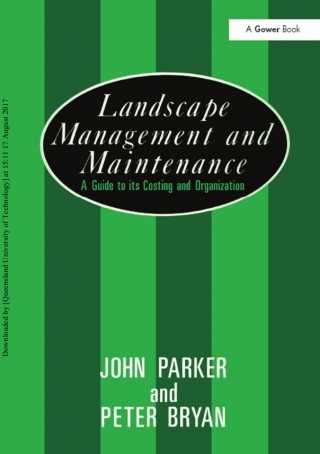 A Gower Book
Landscape
Management and
Maintenance
A Guide to its Costing and Organization
JOHN PARKER
and
PETER BRYAN
Downloaded by [Queensland University of Technology] at 15:11 17 August 2017